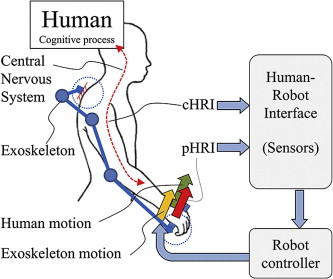 Human
Cognitive process
Central
Nervous
System
Exoskeleton
Human motion
Exoskeleton motion
cHRI
pHRI
Human-
Robot
Interface
(Sensors)
Robot
controller